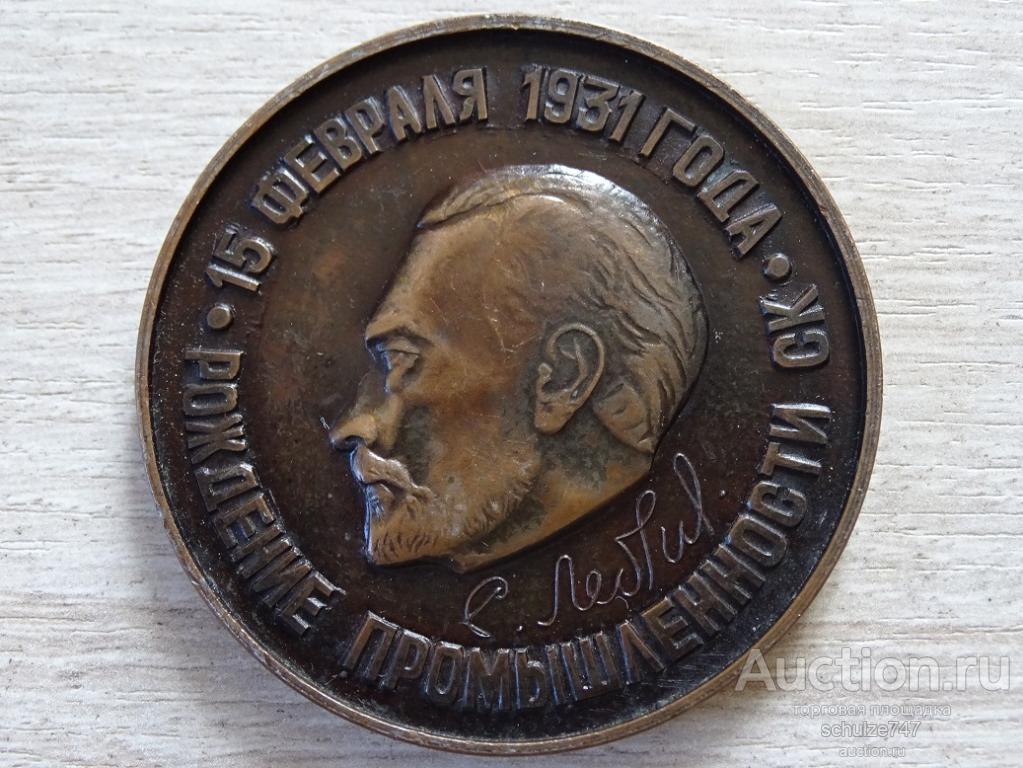 15 ФЕВРАЛЯ 1931 ГОДА •
РОЖДЕНИЕ ПРОМЫШЛЕННОСТИ СК •
С. Лебедев.
Auction.ru
торговая площадка
schulze747
auction.ru